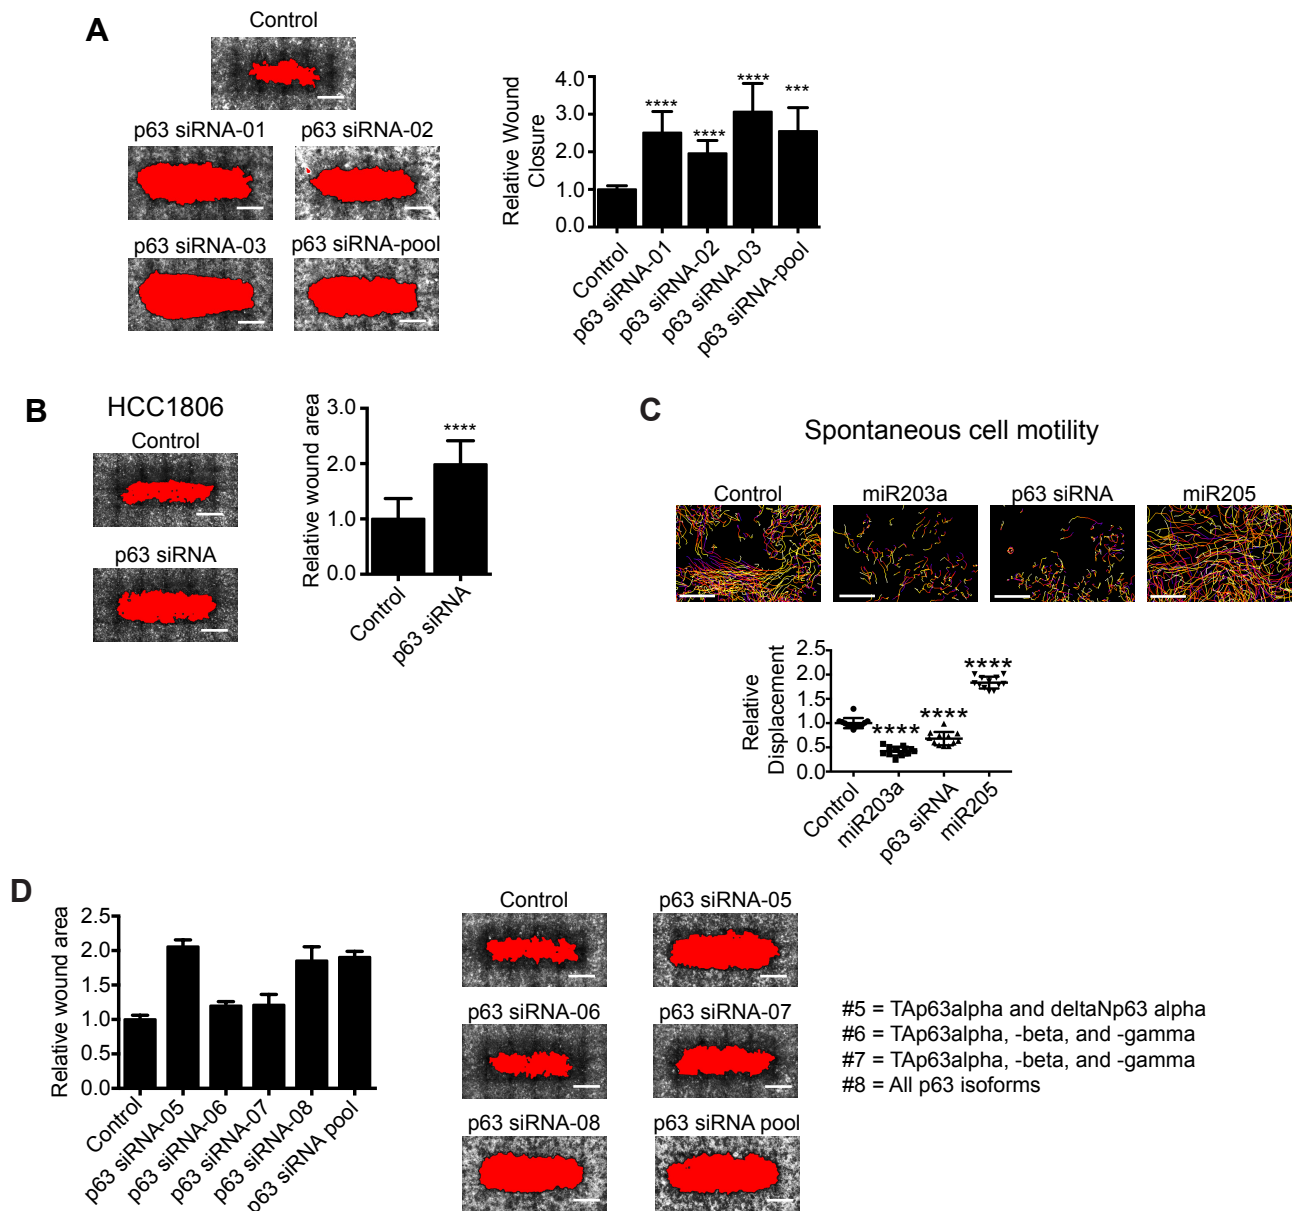 A
Control
p63 siRNA-01
p63 siRNA-02
p63 siRNA-03
p63 siRNA-pool
Relative Wound
Closure
4.0
3.0
2.0
1.0
0.0
****
****
****
***
Control
p63 siRNA-01
p63 siRNA-02
p63 siRNA-03
p63 siRNA-pool
B
HCC1806
Control
p63 siRNA
Relative wound area
3.0
2.0
1.0
0.0
****
Control
p63 siRNA
C
Spontaneous cell motility
Control
miR203a
p63 siRNA
miR205
Relative
Displacement
2.5
2.0
1.5
1.0
0.5
0.0
****
****
****
Control
miR203a
p63 siRNA
miR205
D
Relative wound area
2.5
2.0
1.5
1.0
0.5
0.0
Control
p63 siRNA-05
p63 siRNA-06
p63 siRNA-07
p63 siRNA-08
p63 siRNA pool
Control
p63 siRNA-05
p63 siRNA-06
p63 siRNA-07
p63 siRNA-08
p63 siRNA pool
#5 = TAp63alpha and deltaNp63 alpha
#6 = TAp63alpha, -beta, and -gamma
#7 = TAp63alpha, -beta, and -gamma
#8 = All p63 isoforms